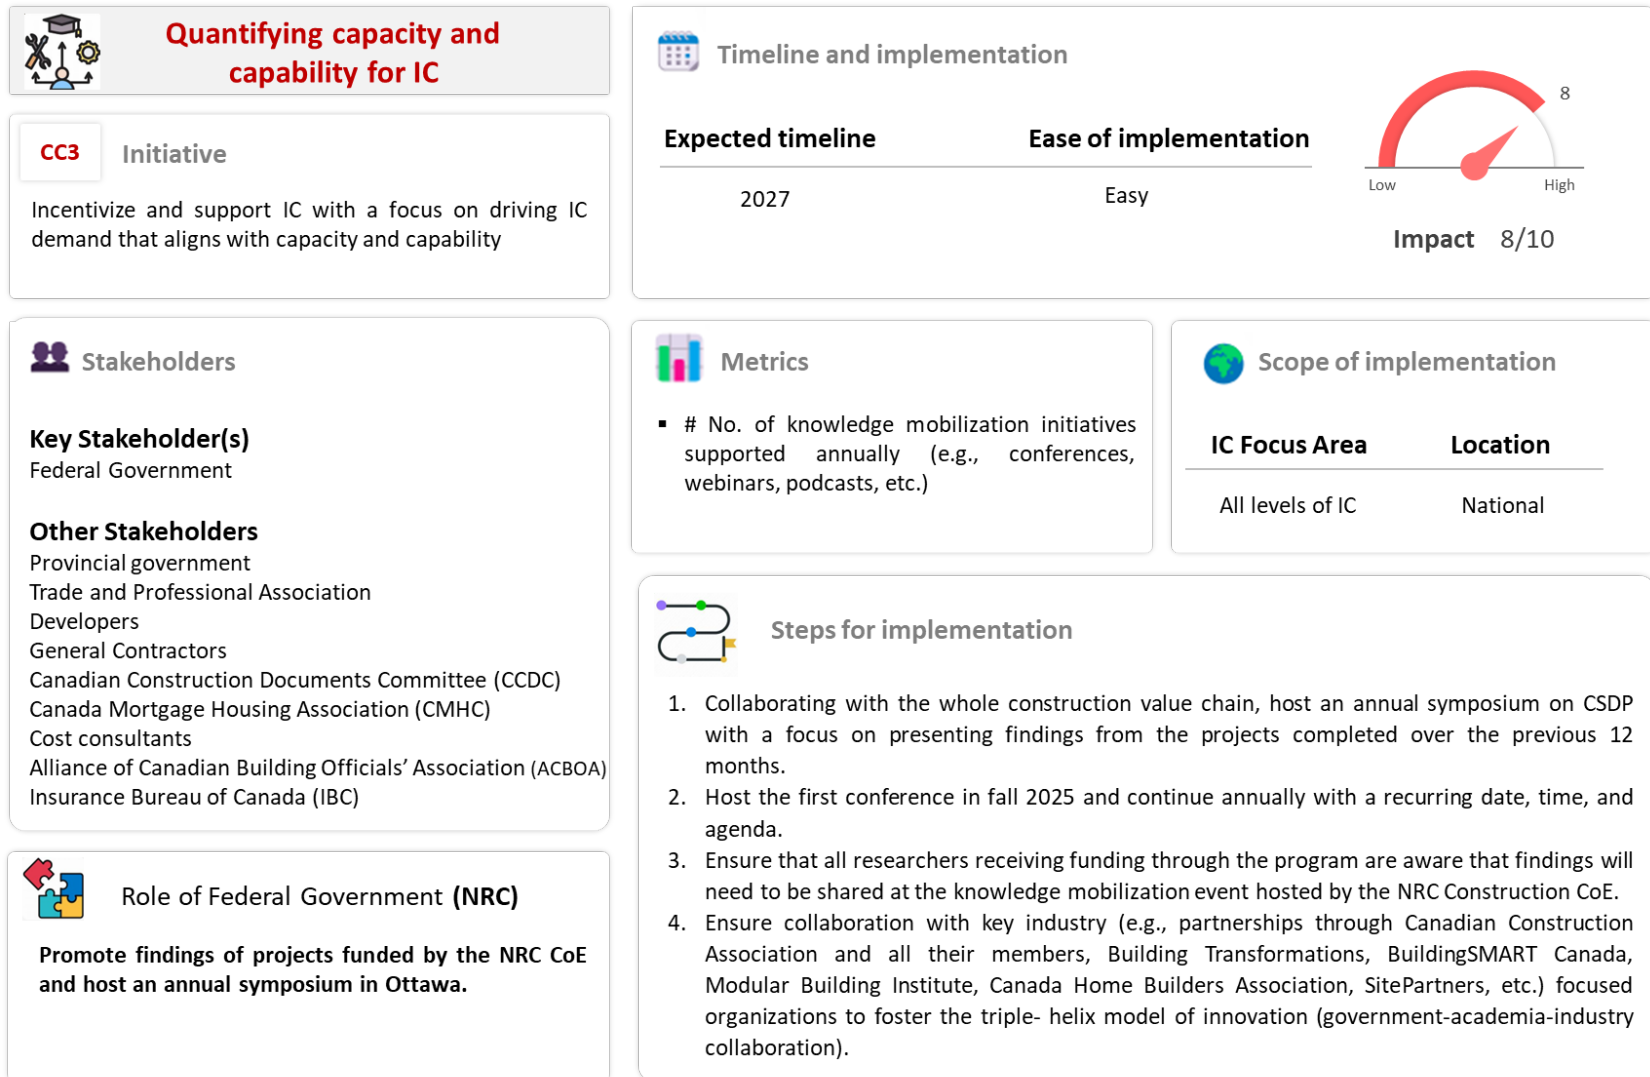 Quantifying capacity and
capability for IC
CC3
Initiative
Incentivize and support IC with a focus on driving IC
demand that aligns with capacity and capability
Timeline and implementation
Expected timeline
Ease of implementation
2027
Easy
8
Low
High
Impact 8/10
Stakeholders
Key Stakeholder(s)
Federal Government
Other Stakeholders
Provincial government
Trade and Professional Association
Developers
General Contractors
Canadian Construction Documents Committee (CCDC)
Canada Mortgage Housing Association (CMHC)
Cost consultants
Alliance of Canadian Building Officials’ Association (ACBOA)
Insurance Bureau of Canada (IBC)
Metrics
▪ # No. of knowledge mobilization initiatives
supported annually (e.g., conferences,
webinars, podcasts, etc.)
Scope of implementation
IC Focus Area
Location
All levels of IC
National
Role of Federal Government (NRC)
Promote findings of projects funded by the NRC CoE
and host an annual symposium in Ottawa.
Steps for implementation
1. Collaborating with the whole construction value chain, host an annual symposium on CSDP
with a focus on presenting findings from the projects completed over the previous 12
months.
2. Host the first conference in fall 2025 and continue annually with a recurring date, time, and
agenda.
3. Ensure that all researchers receiving funding through the program are aware that findings will
need to be shared at the knowledge mobilization event hosted by the NRC Construction CoE.
4. Ensure collaboration with key industry (e.g., partnerships through Canadian Construction
Association and all their members, Building Transformations, BuildingSMART Canada,
Modular Building Institute, Canada Home Builders Association, SitePartners, etc.) focused
organizations to foster the triple- helix model of innovation (government-academia-industry
collaboration).